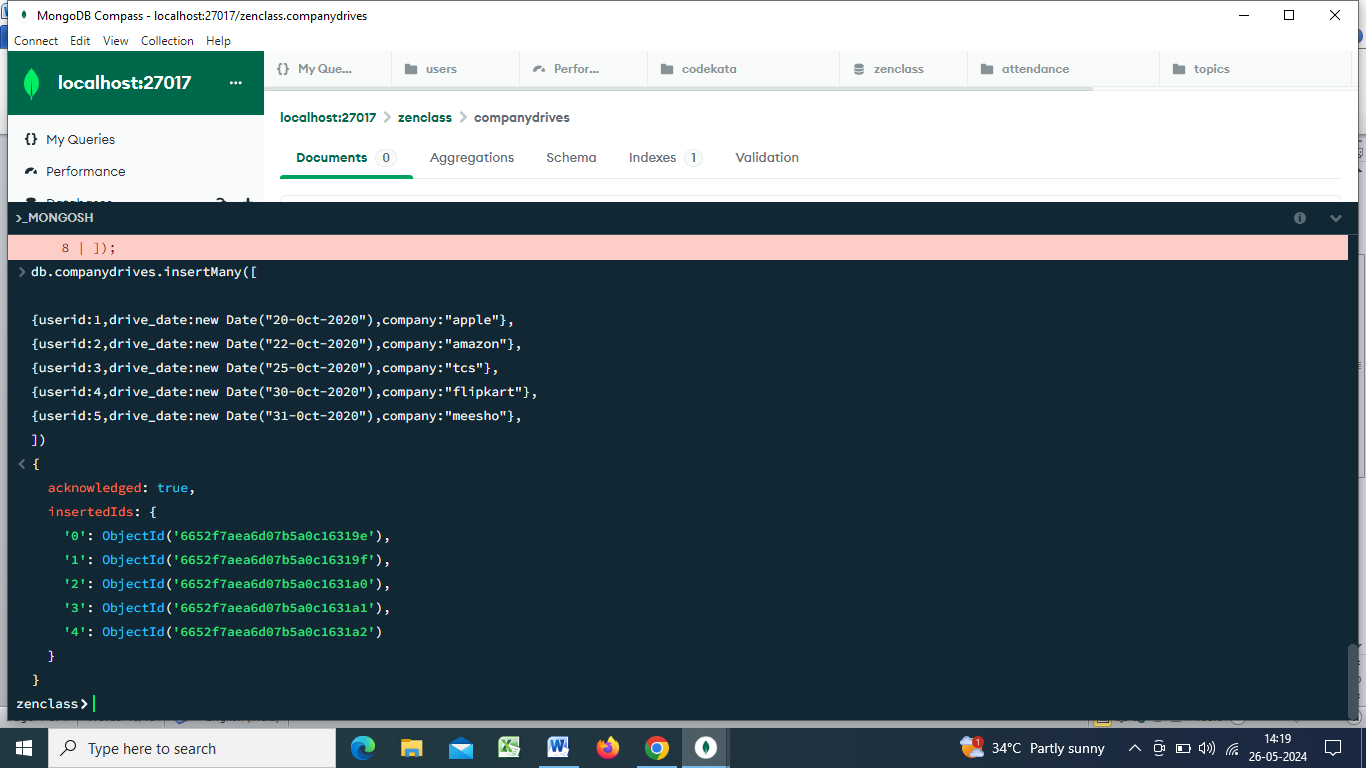 MongoDB Compass - localhost:27017/zenclass.companydrives
Connect Edit View Collection Help
localhost:27017 ...
{} My Que... users Perfor... codekata zenclass attendance topics
localhost:27017 > zenclass > companydrives
{} My Queries
Documents 0 Aggregations Schema Indexes 1 Validation
Performance
Databases
>_MONGOSH
8 | ]);
> db.companydrives.insertMany([
{userid:1,drive_date:new Date("20-Oct-2020"),company:"apple"},
{userid:2,drive_date:new Date("22-Oct-2020"),company:"amazon"},
{userid:3,drive_date:new Date("25-Oct-2020"),company:"tcs"},
{userid:4,drive_date:new Date("30-Oct-2020"),company:"flipkart"},
{userid:5,drive_date:new Date("31-Oct-2020"),company:"meesho"},
])
< {
acknowledged: true,
insertedIds: {
'0': ObjectId('6652f7aea6d07b5a0c16319e'),
'1': ObjectId('6652f7aea6d07b5a0c16319f'),
'2': ObjectId('6652f7aea6d07b5a0c1631a0'),
'3': ObjectId('6652f7aea6d07b5a0c1631a1'),
'4': ObjectId('6652f7aea6d07b5a0c1631a2')
}
}
zenclass>
Type here to search
1 34°C Partly sunny
14:19
26-05-2024